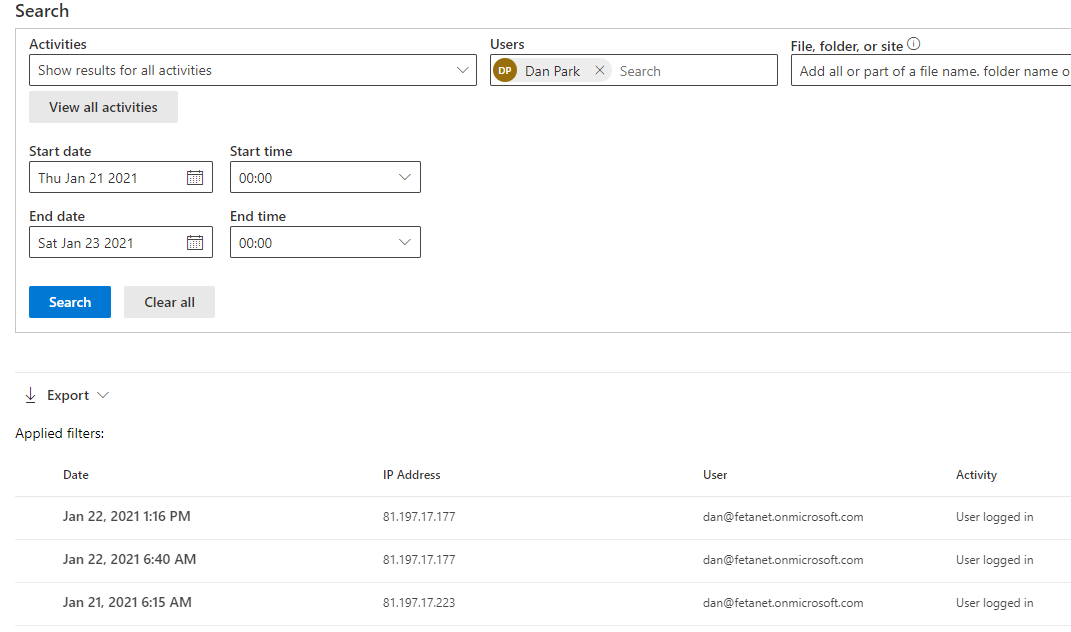 Search
Activities
Users
File, folder, or site
Show results for all activities
DP Dan Park Search
Add all or part of a file name. folder name o
View all activities
Start date
Start time
Thu Jan 21 2021
00:00
End date
End time
Sat Jan 23 2021
00:00
Search
Clear all
Export
Applied filters:
Date IP Address User Activity
Jan 22, 2021 1:16 PM 81.197.17.177 dan@fetanet.onmicrosoft.com User logged in
Jan 22, 2021 6:40 AM 81.197.17.177 dan@fetanet.onmicrosoft.com User logged in
Jan 21, 2021 6:15 AM 81.197.17.223 dan@fetanet.onmicrosoft.com User logged in